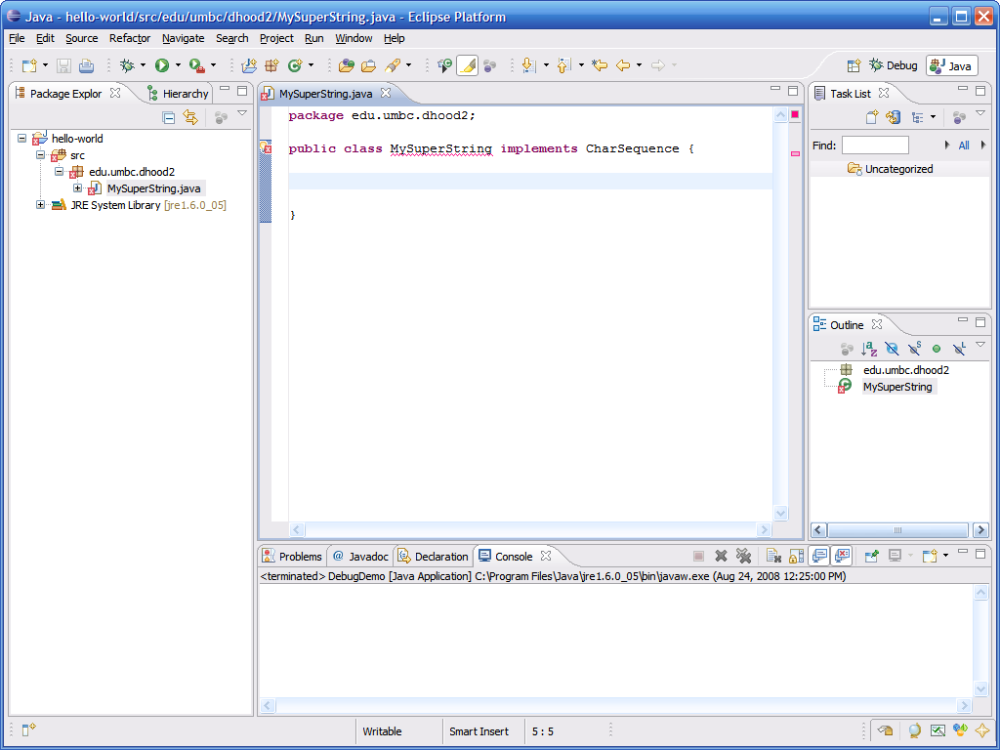 Java - hello-world/src/edu/umbc/dhood2/MySuperString.java - Eclipse Platform
File Edit Source Refactor Navigate Search Project Run Window Help
Debug Java
Package Explor Hierarchy
hello-world
src
edu.umbc.dhood2
MySuperString.java
JRE System Library [jre1.6.0_05]
MySuperString.java
package edu.umbc.dhood2;
public class MySuperString implements CharSequence {
}
Task List
Find: All
Uncategorized
Outline
edu.umbc.dhood2
MySuperString
Problems @ Javadoc Declaration Console
<terminated> DebugDemo [Java Application] C:\Program Files\Java\jre1.6.0_05\bin\javaw.exe (Aug 24, 2008 12:25:00 PM)
Writable Smart Insert 5 : 5